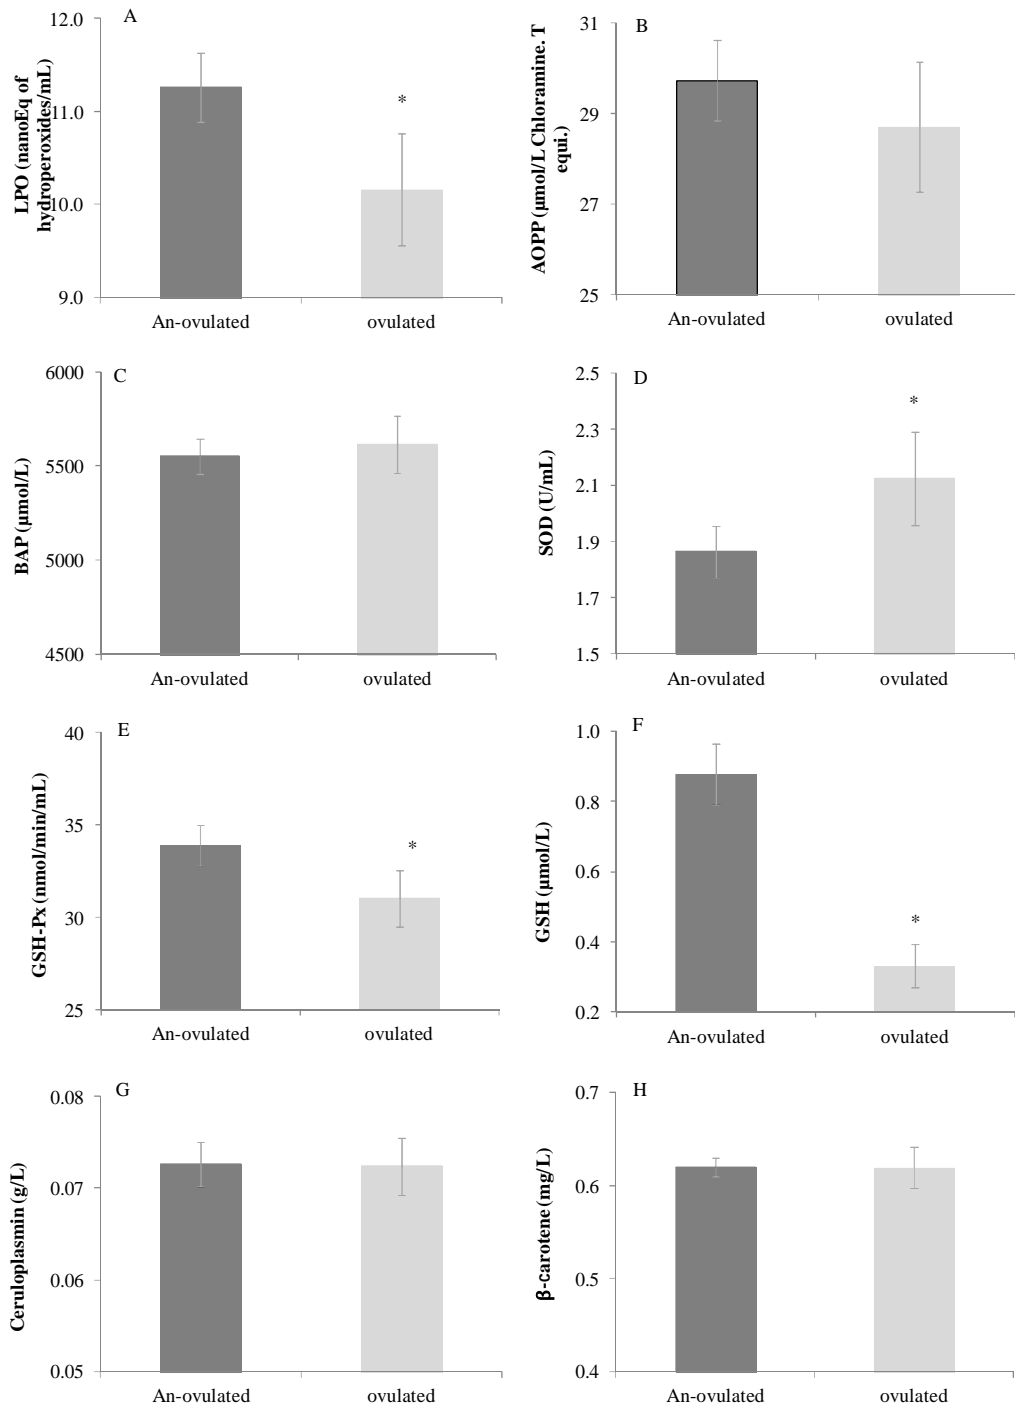 A
LPO (nanoEq of
hydroperoxides/mL)
12.0
11.0
10.0
9.0
*
An-ovulated
ovulated
B
AOPP (µmol/L Chloramine. T
equi.)
31
29
27
25
An-ovulated
ovulated
C
BAP (µmol/L)
6000
5500
5000
4500
An-ovulated
ovulated
D
SOD (U/mL)
2.5
2.3
2.1
1.9
1.7
1.5
*
An-ovulated
ovulated
E
GSH-Px (nmol/min/mL)
40
35
30
25
*
An-ovulated
ovulated
F
GSH (µmol/L)
1.0
0.8
0.6
0.4
0.2
*
An-ovulated
ovulated
G
Ceruloplasmin (g/L)
0.08
0.07
0.06
0.05
An-ovulated
ovulated
H
β-carotene (mg/L)
0.7
0.6
0.5
0.4
An-ovulated
ovulated